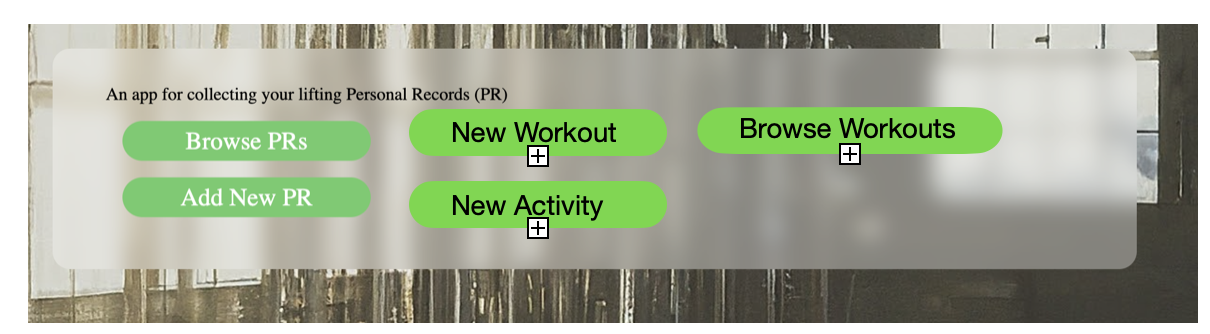 An app for collecting your lifting Personal Records (PR)
Browse PRs
New Workout
Browse Workouts
Add New PR
New Activity